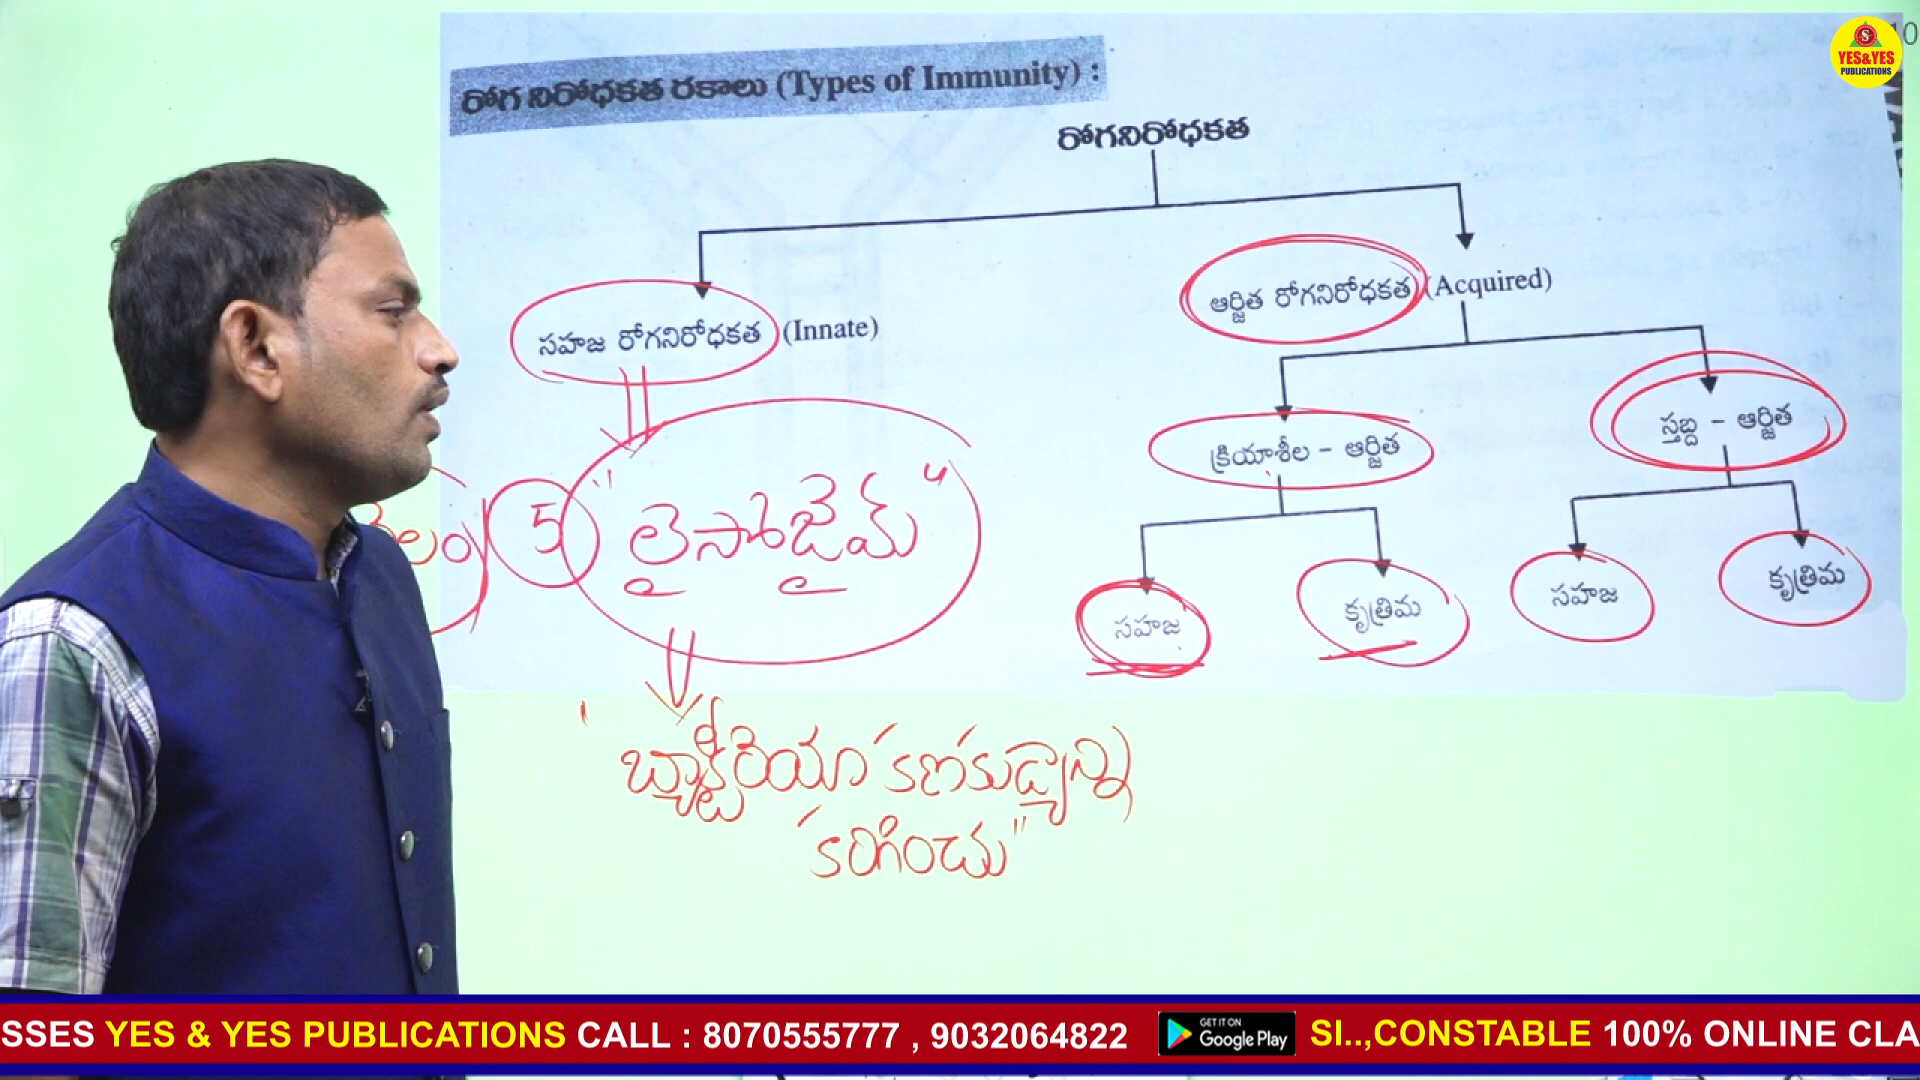 రోగ నిరోధకత రకాలు (Types of Immunity) :
రోగనిరోధకత
సహజ రోగనిరోధకత (Innate)
ఆర్జిత రోగనిరోధకత (Acquired)
క్రియాశీల - ఆర్జిత
స్తబ్ద - ఆర్జిత
సహజ
కృత్రిమ
సహజ
కృత్రిమ
5 "లైసోజైమ్"
'బ్యాక్టీరియా కణకుడ్యాన్ని
కరిగించు"
10
YES&YES
PUBLICATIONS
SSES YES & YES PUBLICATIONS CALL : 8070555777 , 9032064822 GET IT ON Google Play SI..,CONSTABLE 100% ONLINE CLA